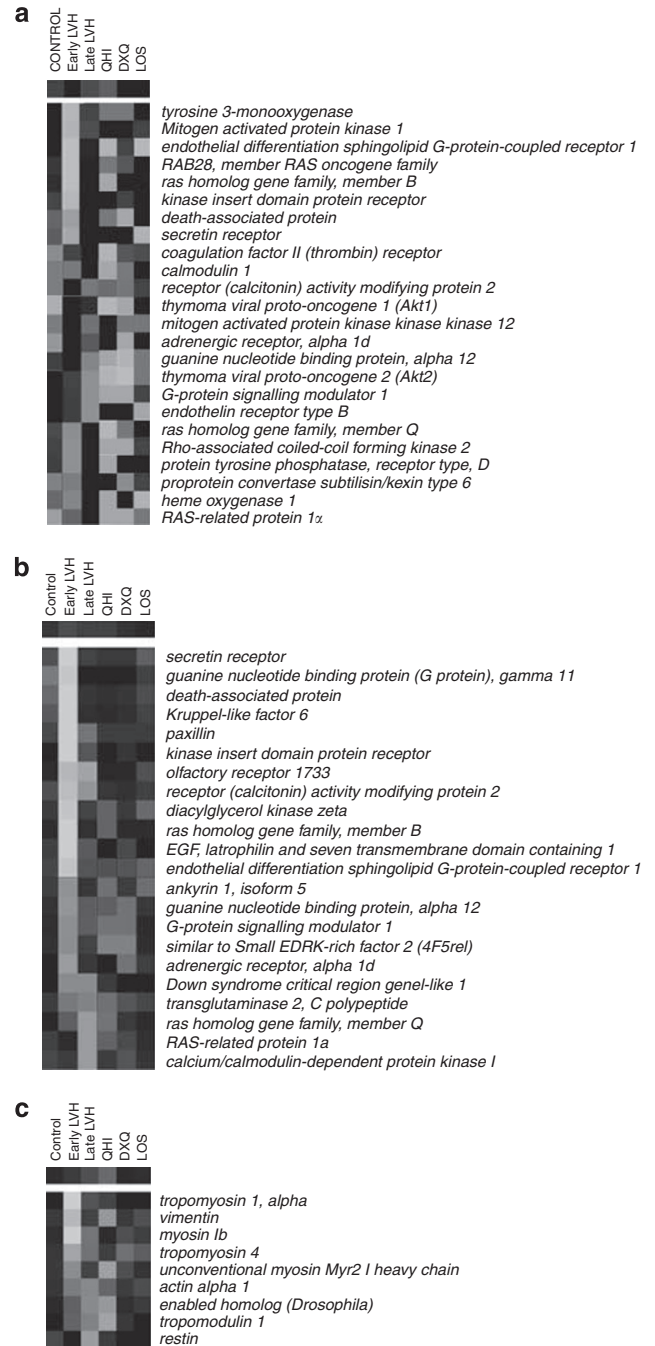 a
CONTROL Early LVH Late LVH QHI DXQ LOS
tyrosine 3-monooxygenase
Mitogen activated protein kinase 1
endothelial differentiation sphingolipid G-protein-coupled receptor 1
RAB28, member RAS oncogene family
ras homolog gene family, member B
kinase insert domain protein receptor
death-associated protein
secretin receptor
coagulation factor II (thrombin) receptor
calmodulin 1
receptor (calcitonin) activity modifying protein 2
thymoma viral proto-oncogene 1 (Akt1)
mitogen activated protein kinase kinase kinase 12
adrenergic receptor, alpha 1d
guanine nucleotide binding protein, alpha 12
thymoma viral proto-oncogene 2 (Akt2)
G-protein signalling modulator 1
endothelin receptor type B
ras homolog gene family, member Q
Rho-associated coiled-coil forming kinase 2
protein tyrosine phosphatase, receptor type, D
proprotein convertase subtilisin/kexin type 6
heme oxygenase 1
RAS-related protein 1α
b
Control Early LVH Late LVH QHI DXQ LOS
secretin receptor
guanine nucleotide binding protein (G protein), gamma 11
death-associated protein
Kruppel-like factor 6
paxillin
kinase insert domain protein receptor
olfactory receptor 1733
receptor (calcitonin) activity modifying protein 2
diacylglycerol kinase zeta
ras homolog gene family, member B
EGF, latrophilin and seven transmembrane domain containing 1
endothelial differentiation sphingolipid G-protein-coupled receptor 1
ankyrin 1, isoform 5
guanine nucleotide binding protein, alpha 12
G-protein signalling modulator 1
similar to Small EDRK-rich factor 2 (4F5rel)
adrenergic receptor, alpha 1d
Down syndrome critical region genel-like 1
transglutaminase 2, C polypeptide
ras homolog gene family, member Q
RAS-related protein 1a
calcium/calmodulin-dependent protein kinase I
c
Control Early LVH Late LVH QHI DXQ LOS
tropomyosin 1, alpha
vimentin
myosin Ib
tropomyosin 4
unconventional myosin Myr2 I heavy chain
actin alpha 1
enabled homolog (Drosophila)
tropomodulin 1
restin